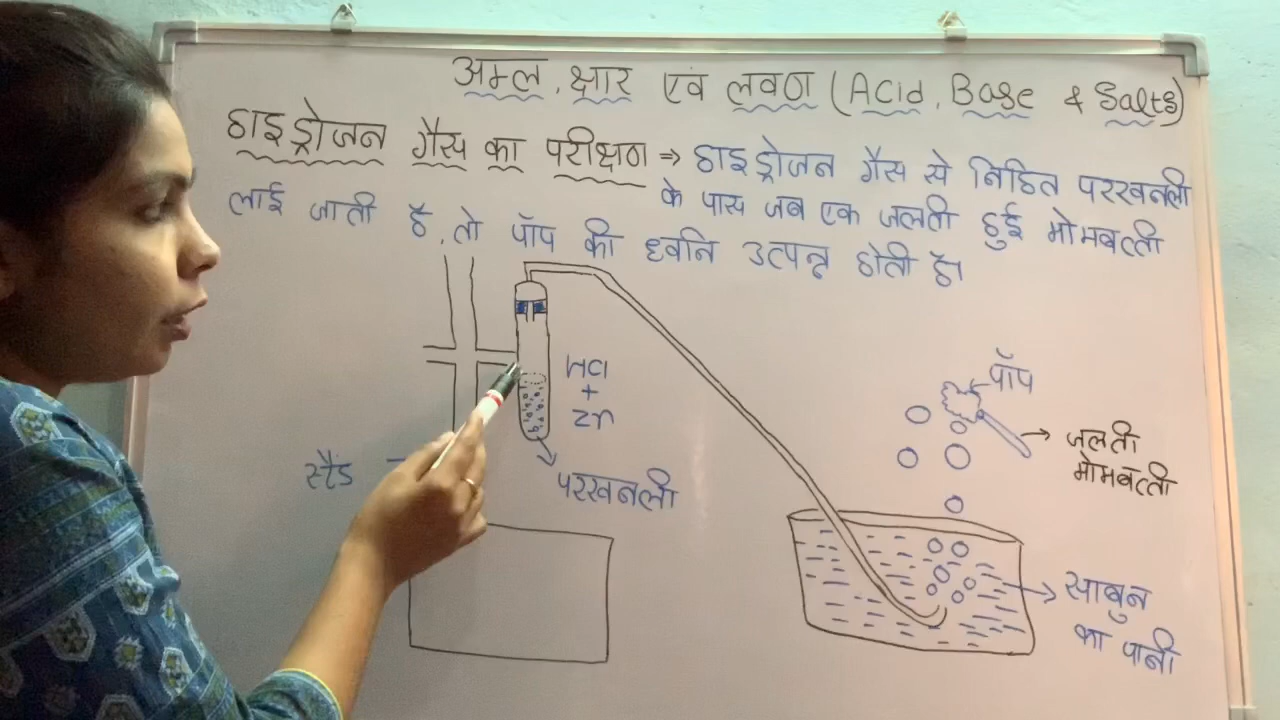 अम्ल, क्षार एवं लवण (Acid, Base & Salts)
हाइड्रोजन गैस का परीक्षण ⇒ हाइड्रोजन गैस से निहित परखनली
के पास जब एक जलती हुई मोमबत्ती
लाई जाती है, तो पॉप की ध्वनि उत्पन्न होती है।
HCl
+
Zn
पॉप
जलती
मोमबत्ती
स्टैंड
परखनली
साबुन
का पानी